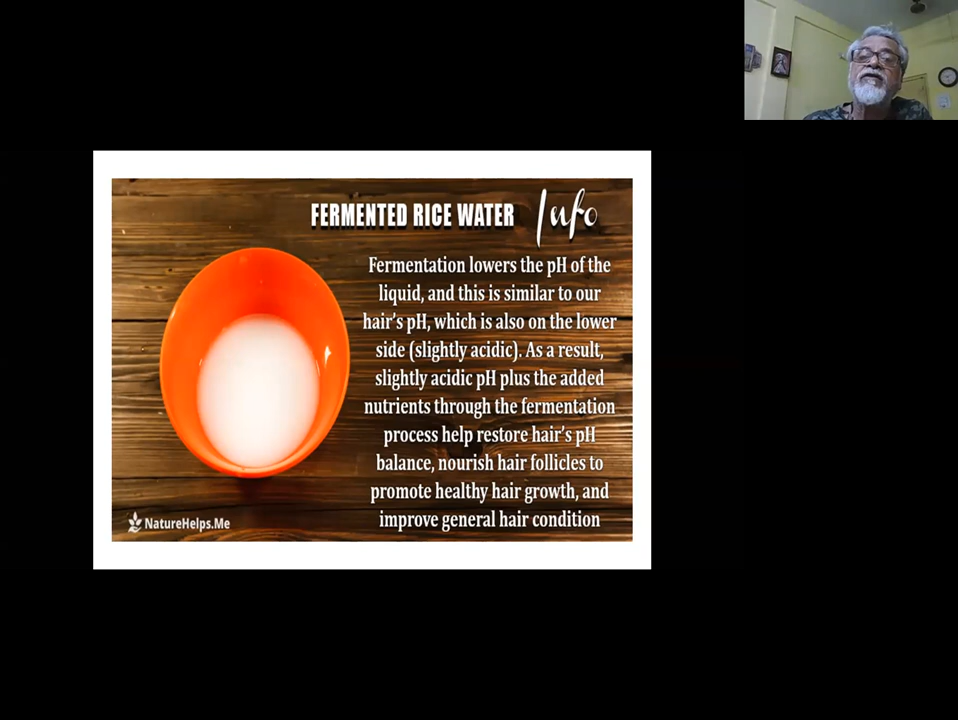 FERMENTED RICE WATER Info
Fermentation lowers the pH of the
liquid, and this is similar to our
hair's pH, which is also on the lower
side (slightly acidic). As a result,
slightly acidic pH plus the added
nutrients through the fermentation
process help restore hair's pH
balance, nourish hair follicles to
promote healthy hair growth, and
improve general hair condition
NatureHelps.Me